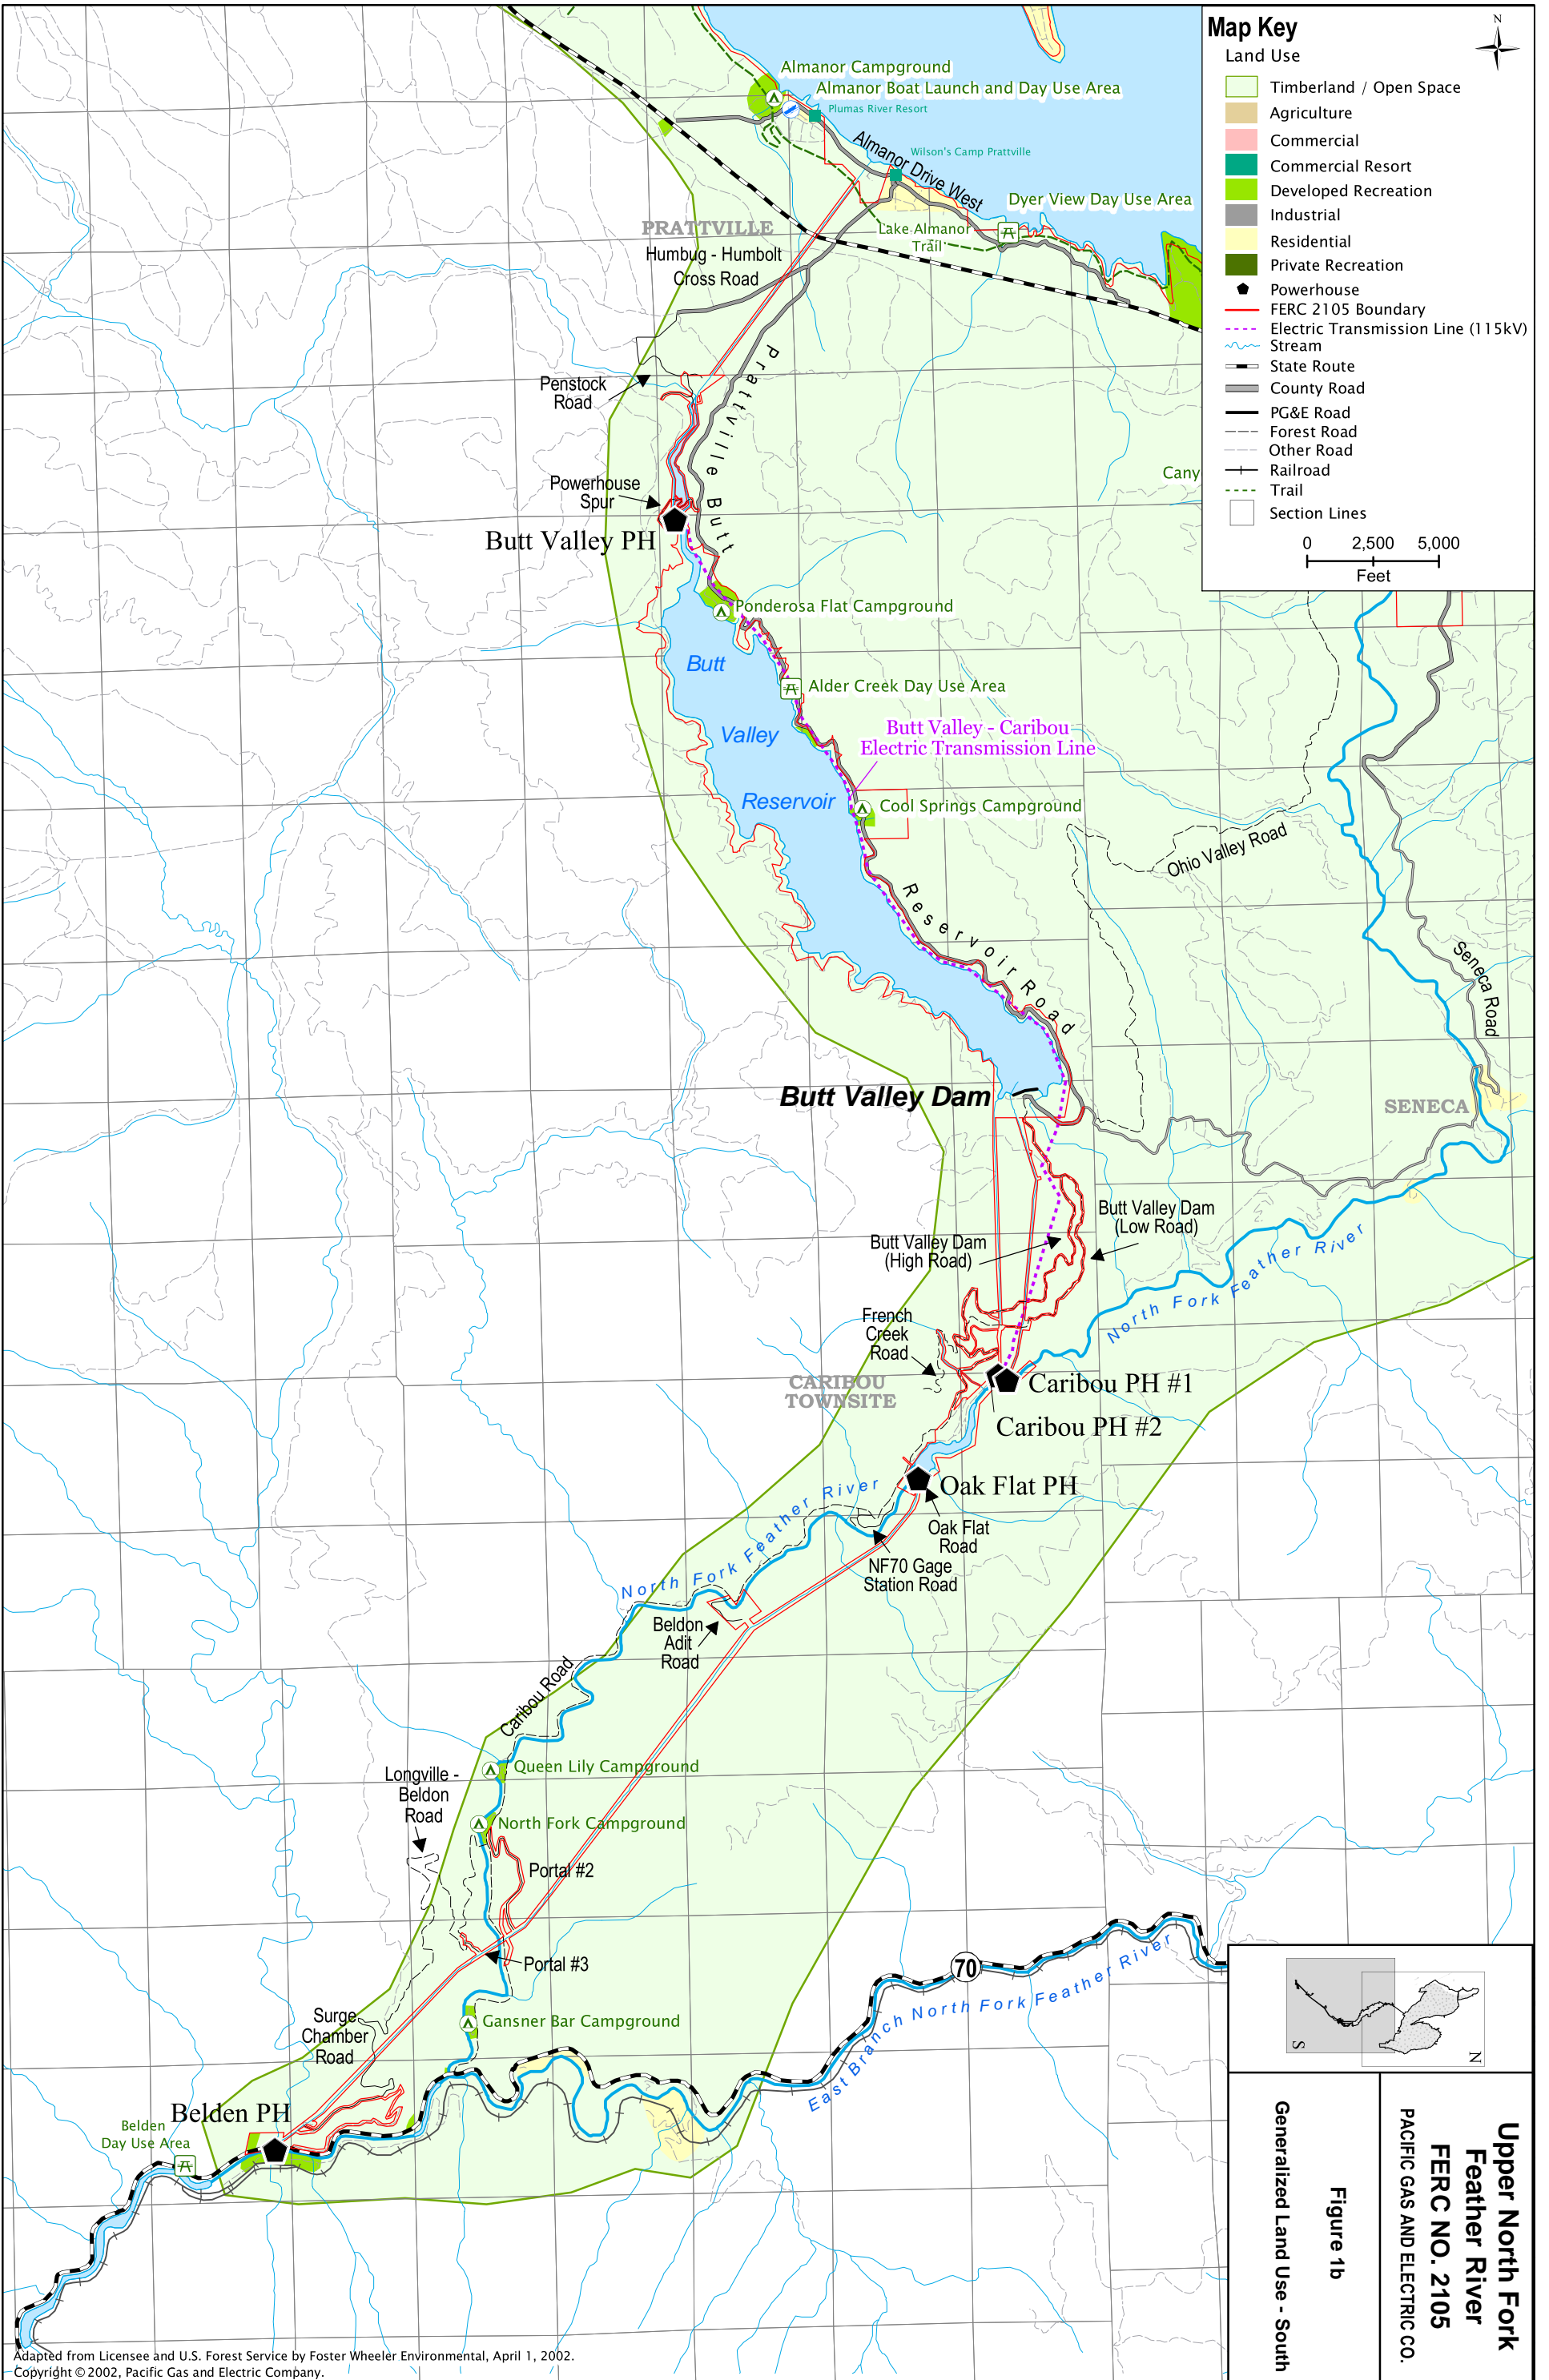 Map Key
N
Land Use
Timberland / Open Space
Agriculture
Commercial
Commercial Resort
Developed Recreation
Industrial
Residential
Private Recreation
Powerhouse
FERC 2105 Boundary
Electric Transmission Line (115kV)
Stream
State Route
County Road
PG&E Road
Forest Road
Other Road
Railroad
Trail
Section Lines
0 2,500 5,000
Feet
Almanor Campground
Almanor Boat Launch and Day Use Area
Plumas River Resort
Almanor Drive West
Wilson's Camp Prattville
Dyer View Day Use Area
PRATTVILLE
Lake Almanor
Trail
Humbug - Humbolt
Cross Road
Penstock
Road
Prattville Butt
Cany
Powerhouse
Spur
Butt Valley PH
Ponderosa Flat Campground
Butt
Valley
Reservoir
Alder Creek Day Use Area
Butt Valley - Caribou
Electric Transmission Line
Cool Springs Campground
Ohio Valley Road
Reservoir Road
Seneca Road
Butt Valley Dam
SENECA
Butt Valley Dam
(Low Road)
Butt Valley Dam
(High Road)
North Fork Feather River
French
Creek
Road
CARIBOU
TOWNSITE
Caribou PH #1
Caribou PH #2
Oak Flat PH
North Fork Feather River
Oak Flat
Road
NF70 Gage
Station Road
Beldon
Adit
Road
Caribou Road
Queen Lily Campground
Longville -
Beldon
Road
North Fork Campground
Portal #2
Portal #3
70
East Branch North Fork Feather River
Gansner Bar Campground
Surge
Chamber
Road
Belden PH
Belden
Day Use Area
S
N
Upper North Fork
Feather River
FERC NO. 2105
PACIFIC GAS AND ELECTRIC CO.
Figure 1b
Generalized Land Use - South
Adapted from Licensee and U.S. Forest Service by Foster Wheeler Environmental, April 1, 2002.
Copyright © 2002, Pacific Gas and Electric Company.